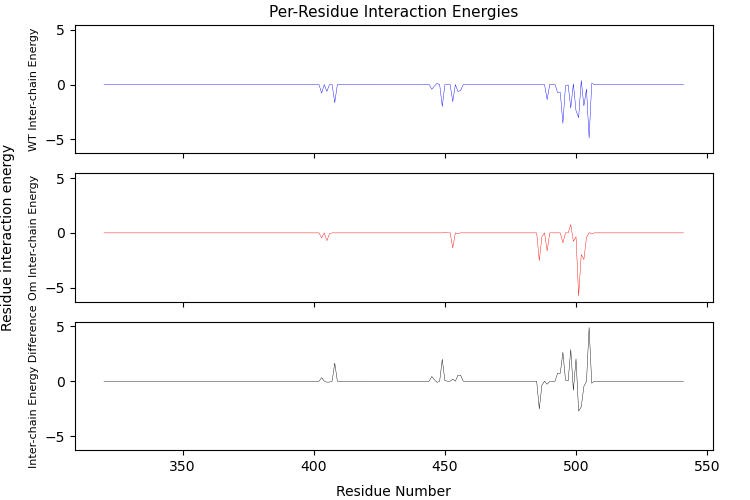 Per-Residue Interaction Energies
Residue interaction energy
WT Inter-chain Energy
5
0
−5
Om Inter-chain Energy
5
0
−5
Inter-chain Energy Difference
5
0
−5
350
400
450
500
550
Residue Number